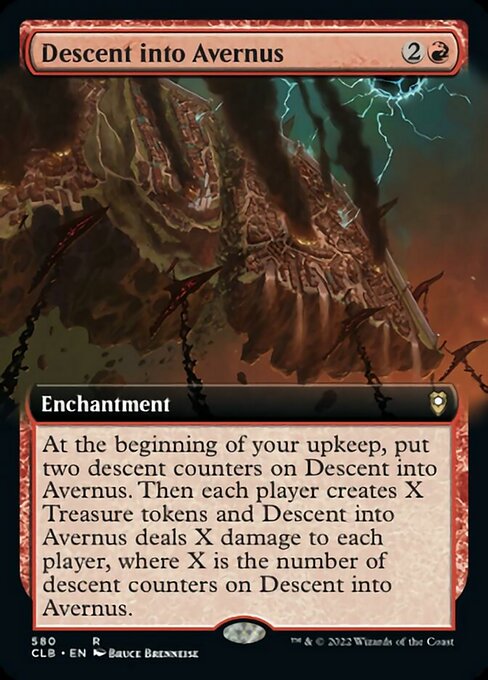 Descent into Avernus 2
Enchantment
At the beginning of your upkeep, put
two descent counters on Descent into
Avernus. Then each player creates X
Treasure tokens and Descent into
Avernus deals X damage to each
player, where X is the number of
descent counters on Descent into
Avernus.
580 R
CLB • EN Bruce Brenneise
™ & © 2022 Wizards of the Coast